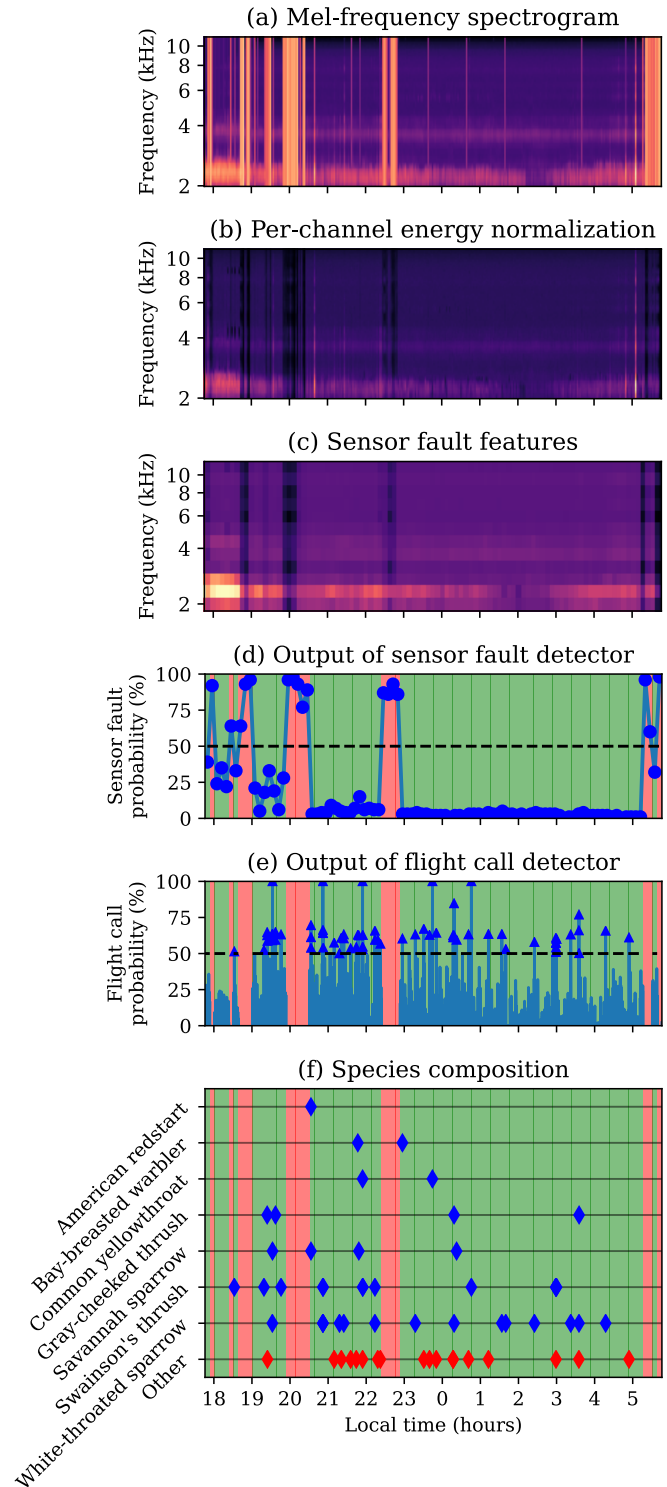 (a) Mel-frequency spectrogram
Frequency (kHz)
10
8
6
4
2
(b) Per-channel energy normalization
Frequency (kHz)
10
8
6
4
2
(c) Sensor fault features
Frequency (kHz)
10
8
6
4
2
(d) Output of sensor fault detector
Sensor fault
probability (%)
100
75
50
25
0
(e) Output of flight call detector
Flight call
probability (%)
100
75
50
25
0
(f) Species composition
American redstart
Bay-breasted warbler
Common yellowthroat
Gray-cheeked thrush
Savannah sparrow
Swainson's thrush
White-throated sparrow
Other
18 19 20 21 22 23 0 1 2 3 4 5
Local time (hours)